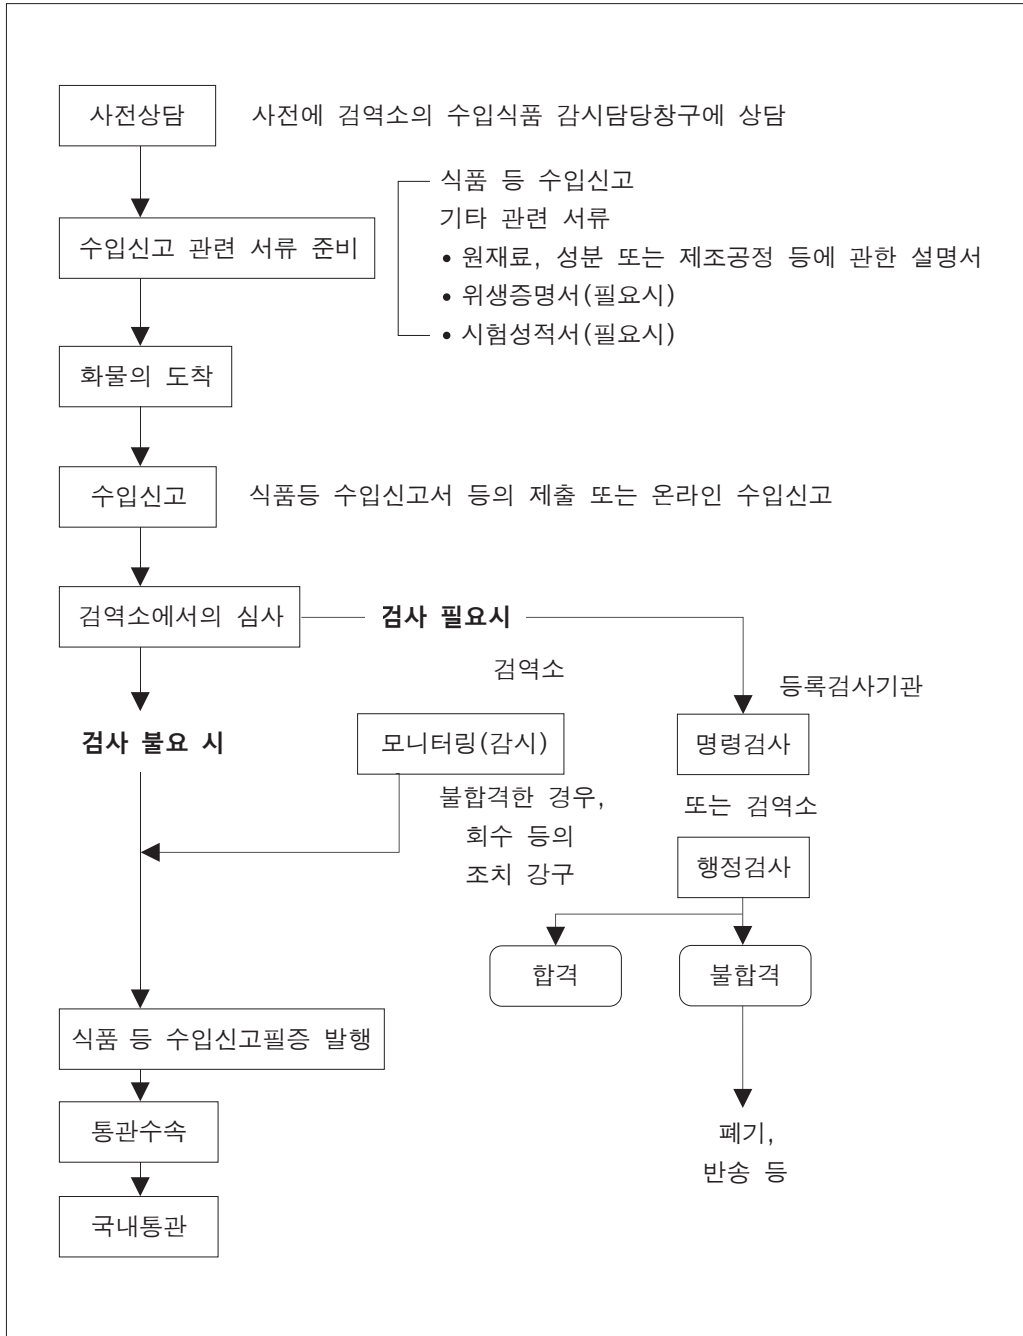 사전상담
사전에 검역소의 수입식품 감시담당창구에 상담
수입신고 관련 서류 준비
식품 등 수입신고
기타 관련 서류
• 원재료, 성분 또는 제조공정 등에 관한 설명서
• 위생증명서(필요시)
• 시험성적서(필요시)
화물의 도착
수입신고
식품등 수입신고서 등의 제출 또는 온라인 수입신고
검역소에서의 심사
검사 필요시
검역소
등록검사기관
검사 불요 시
모니터링(감시)
명령검사
불합격한 경우,
회수 등의
조치 강구
또는 검역소
행정검사
합격
불합격
식품 등 수입신고필증 발행
통관수속
폐기,
반송 등
국내통관